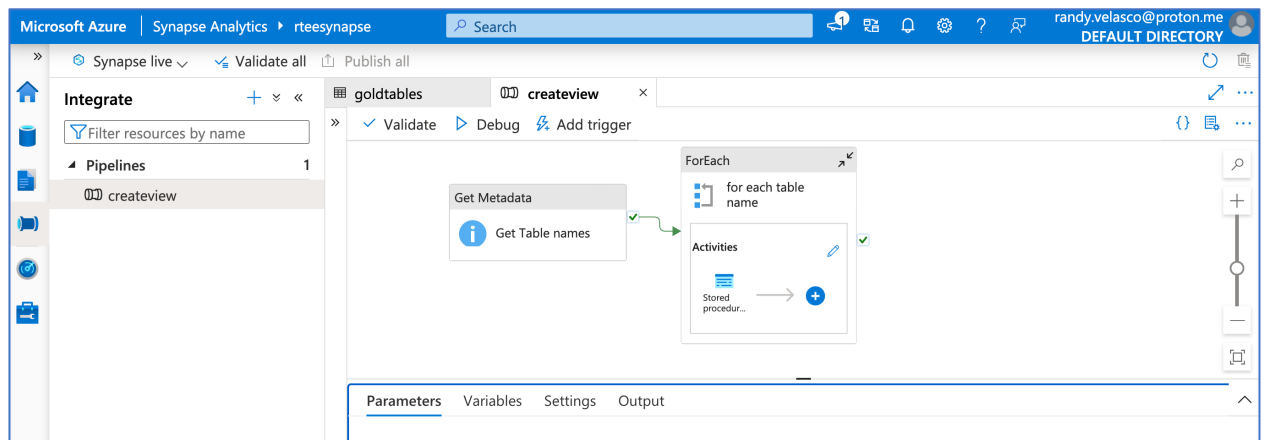 Microsoft Azure Synapse Analytics rteesynapse Search 1 randy.velasco@proton.me
DEFAULT DIRECTORY
Synapse live Validate all Publish all
Integrate
goldtables createview
Filter resources by name
Validate Debug Add trigger
Pipelines 1
createview
Get Metadata
Get Table names
ForEach
for each table
name
Activities
Stored
procedur...
Parameters Variables Settings Output